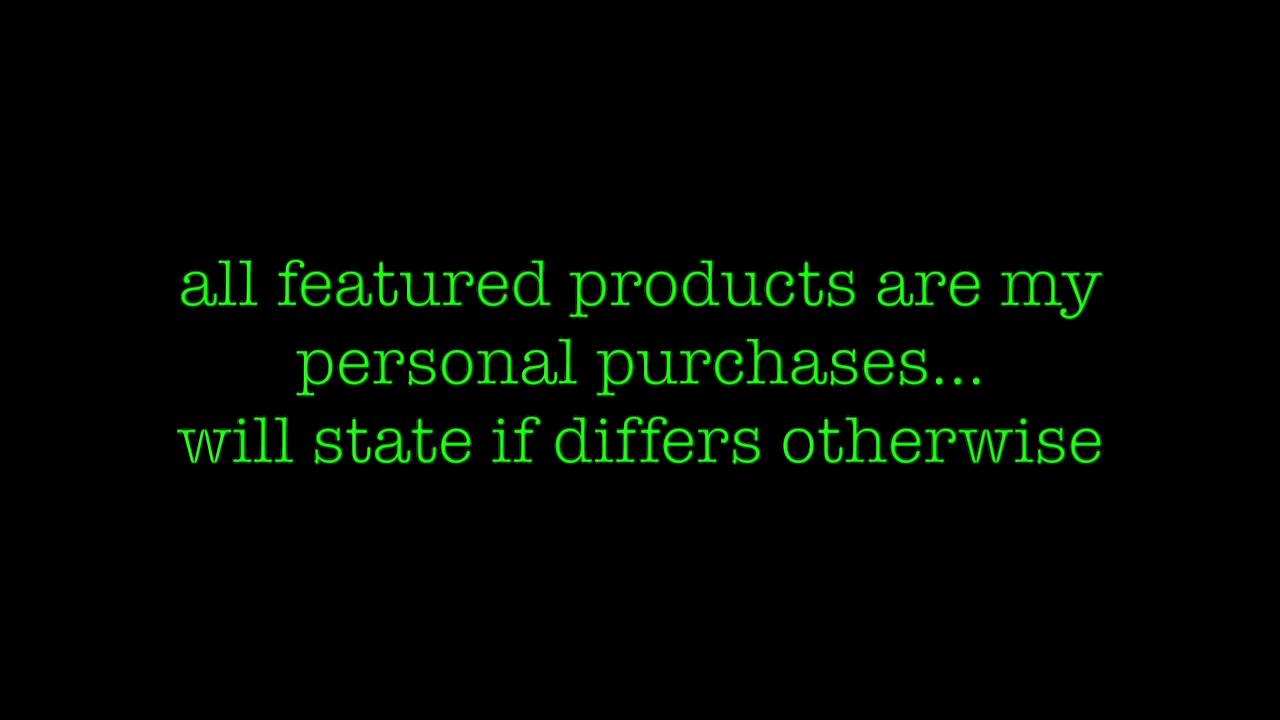 all featured products are my
personal purchases...
will state if differs otherwise